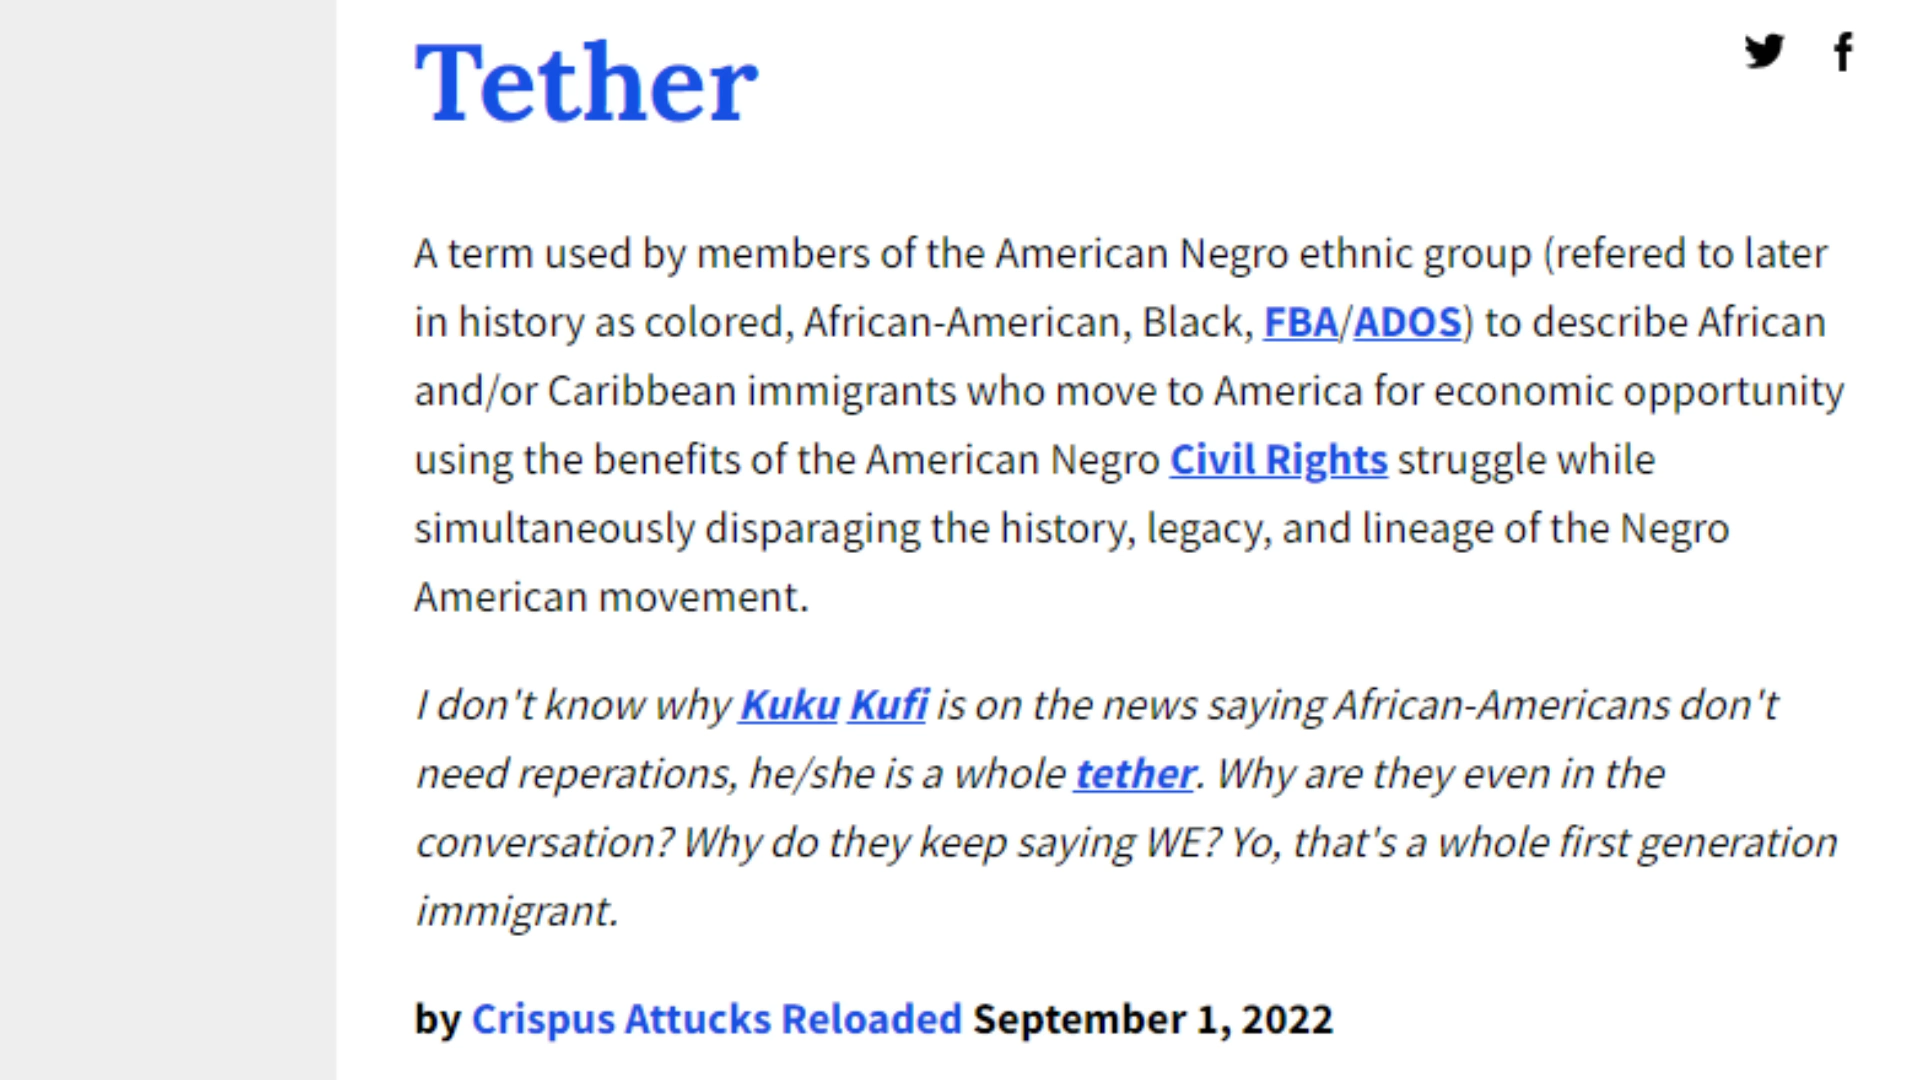 Tether
A term used by members of the American Negro ethnic group (refered to later
in history as colored, African-American, Black, FBA/ADOS) to describe African
and/or Caribbean immigrants who move to America for economic opportunity
using the benefits of the American Negro Civil Rights struggle while
simultaneously disparaging the history, legacy, and lineage of the Negro
American movement.
I don't know why Kuku Kufi is on the news saying African-Americans don't
need reperations, he/she is a whole tether. Why are they even in the
conversation? Why do they keep saying WE? Yo, that's a whole first generation
immigrant.
by Crispus Attucks Reloaded September 1, 2022